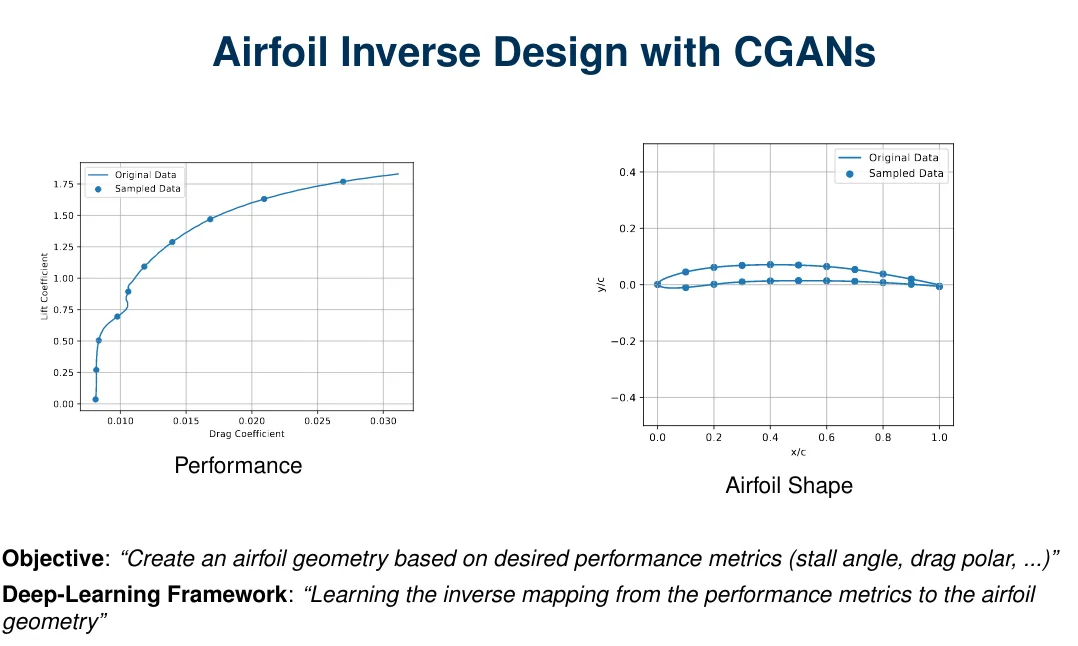 Airfoil Inverse Design with CGANs
Original Data
Sampled Data
1.75
1.50
1.25
1.00
0.75
0.50
0.25
0.00
Lift Coefficient
0.010 0.015 0.020 0.025 0.030
Drag Coefficient
Performance
Original Data
Sampled Data
0.4
0.2
0.0
−0.2
−0.4
y/c
0.0 0.2 0.4 0.6 0.8 1.0
x/c
Airfoil Shape
Objective: “Create an airfoil geometry based on desired performance metrics (stall angle, drag polar, ...)”
Deep-Learning Framework: “Learning the inverse mapping from the performance metrics to the airfoil
geometry”